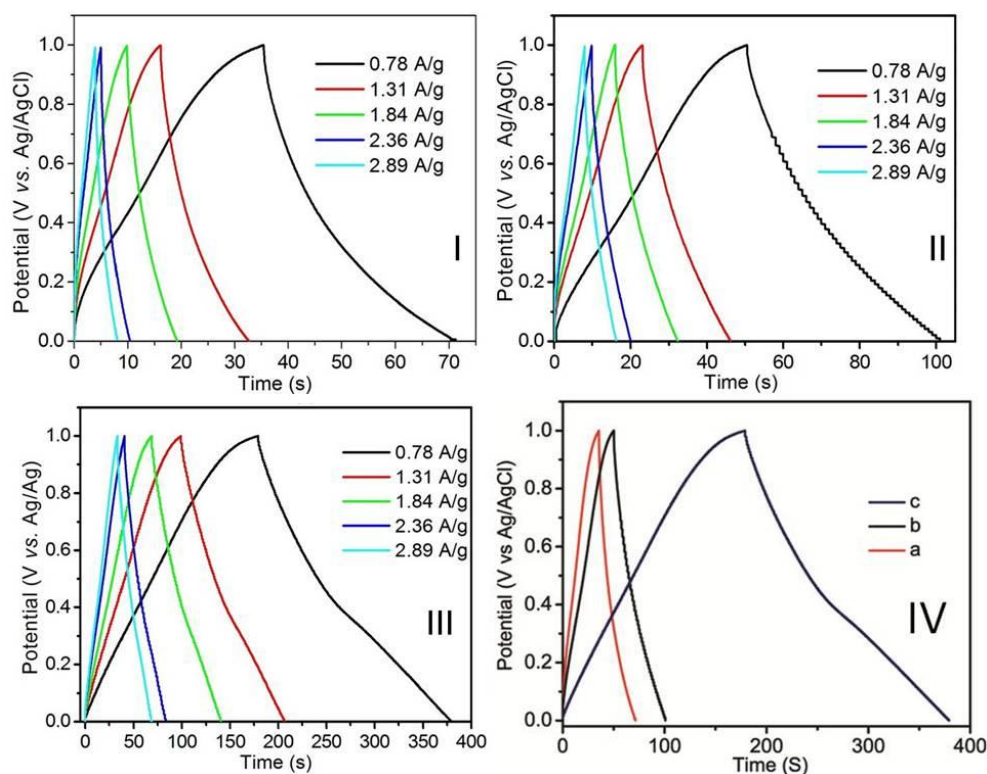 Potential (V vs. Ag/AgCl)
1.0
0.8
0.6
0.4
0.2
0.0
0.78 A/g
1.31 A/g
1.84 A/g
2.36 A/g
2.89 A/g
I
0 10 20 30 40 50 60 70
Time (s)
Potential (V vs. Ag/AgCl)
1.0
0.8
0.6
0.4
0.2
0.0
0.78 A/g
1.31 A/g
1.84 A/g
2.36 A/g
2.89 A/g
II
0 20 40 60 80 100
Time (s)
Potential (V vs. Ag/Ag)
1.0
0.8
0.6
0.4
0.2
0.0
0.78 A/g
1.31 A/g
1.84 A/g
2.36 A/g
2.89 A/g
III
0 50 100 150 200 250 300 350 400
Time (s)
Potential (V vs Ag/AgCl)
1.0
0.8
0.6
0.4
0.2
0.0
c
b
a
IV
0 100 200 300 400
Time (S)